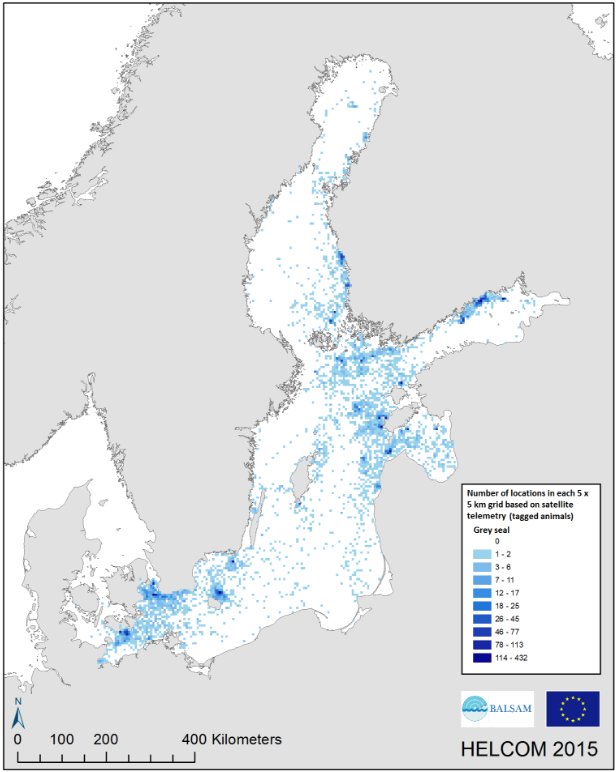 Number of locations in each 5 x
5 km grid based on satellite
telemetry (tagged animals)
Grey seal
0
1 - 2
3 - 6
7 - 11
12 - 17
18 - 25
26 - 45
46 - 77
78 - 113
114 - 432
BALSAM
HELCOM 2015
N
0 100 200 400 Kilometers